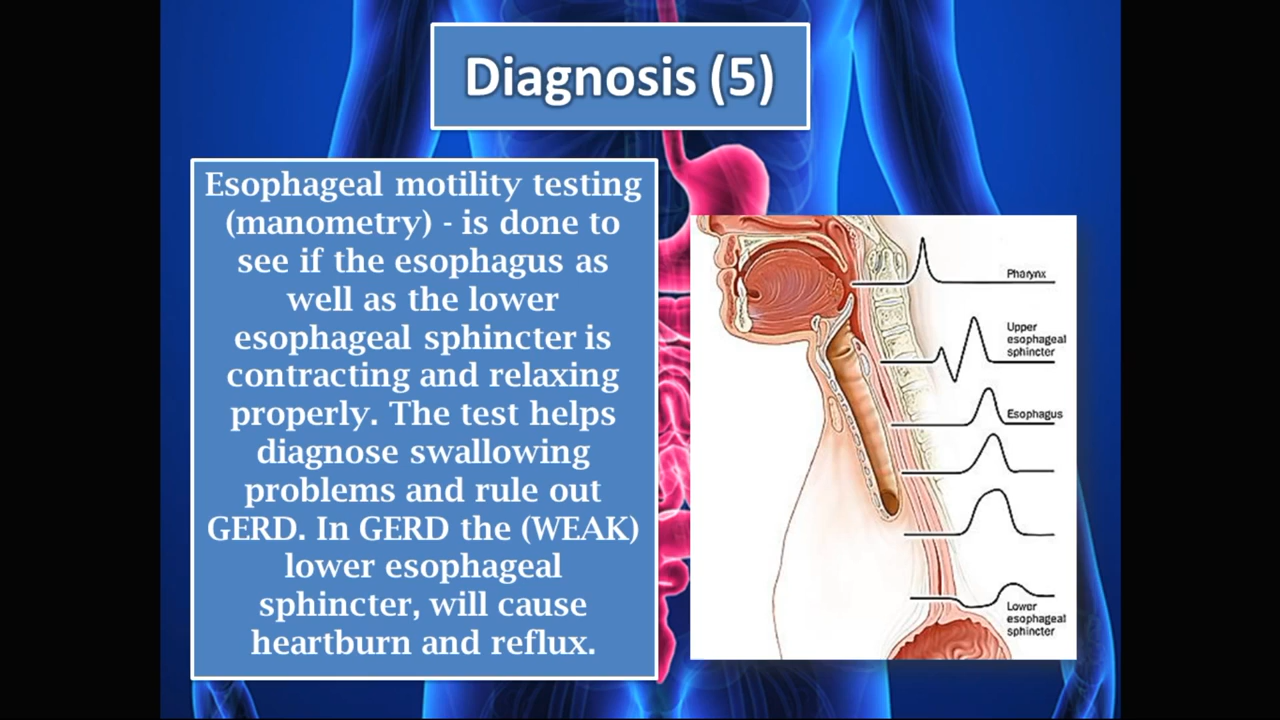 Diagnosis (5)
Esophageal motility testing
(manometry) - is done to
see if the esophagus as
well as the lower
esophageal sphincter is
contracting and relaxing
properly. The test helps
diagnose swallowing
problems and rule out
GERD. In GERD the (WEAK)
lower esophageal
sphincter, will cause
heartburn and reflux.
Pharynx
Upper
esophageal
sphincter
Esophagus
Lower
esophageal
sphincter